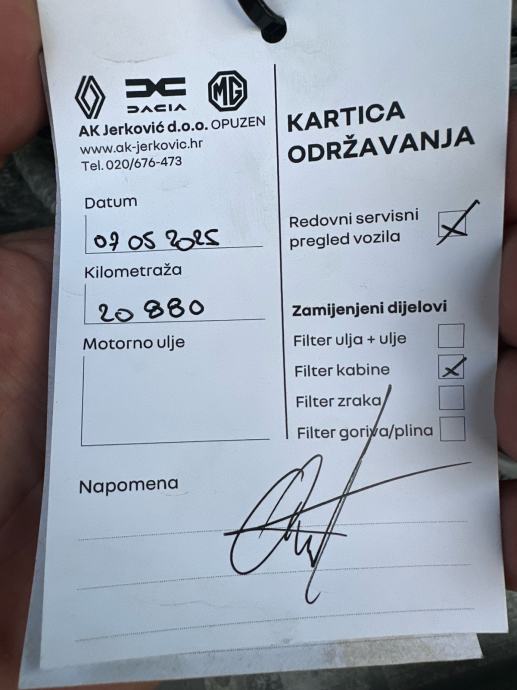 DACIA
MG
AK Jerković d.o.o. OPUZEN
www.ak-jerkovic.hr
Tel. 020/676-473
Datum
07 05 2025
Kilometraža
20 880
Motorno ulje
KARTICA
ODRŽAVANJA
Redovni servisni
pregled vozila
Zamijenjeni dijelovi
Filter ulja + ulje
Filter kabine
Filter zraka
Filter goriva/plina
Napomena